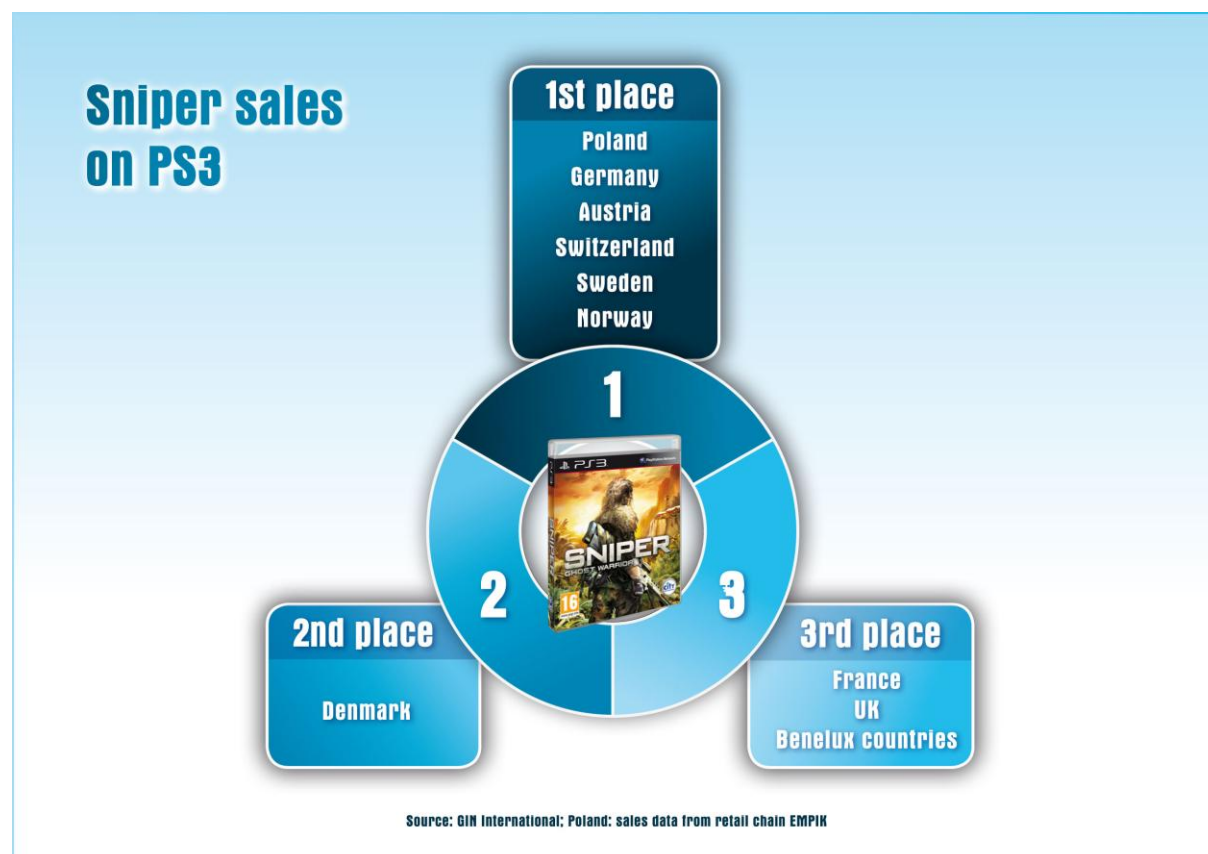 Sniper sales
on PS3
1st place
Poland
Germany
Austria
Switzerland
Sweden
Norway
1
2
3
PS3
SNIPER
GHOST WARRIOR
16
2nd place
Denmark
3rd place
France
UK
Benelux countries
Source: GIN International; Poland: sales data from retail chain EMPIK